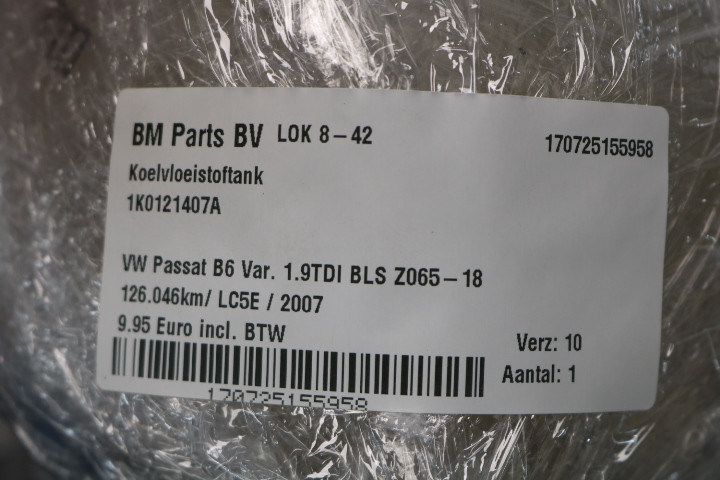 BM Parts BV LOK 8-42 170725155958
Koelvloeistoftank
1K0121407A
VW Passat B6 Var. 1.9TDI BLS Z065-18
126.046km/ LC5E / 2007
9.95 Euro incl. BTW
Verz: 10
Aantal: 1
170725155958